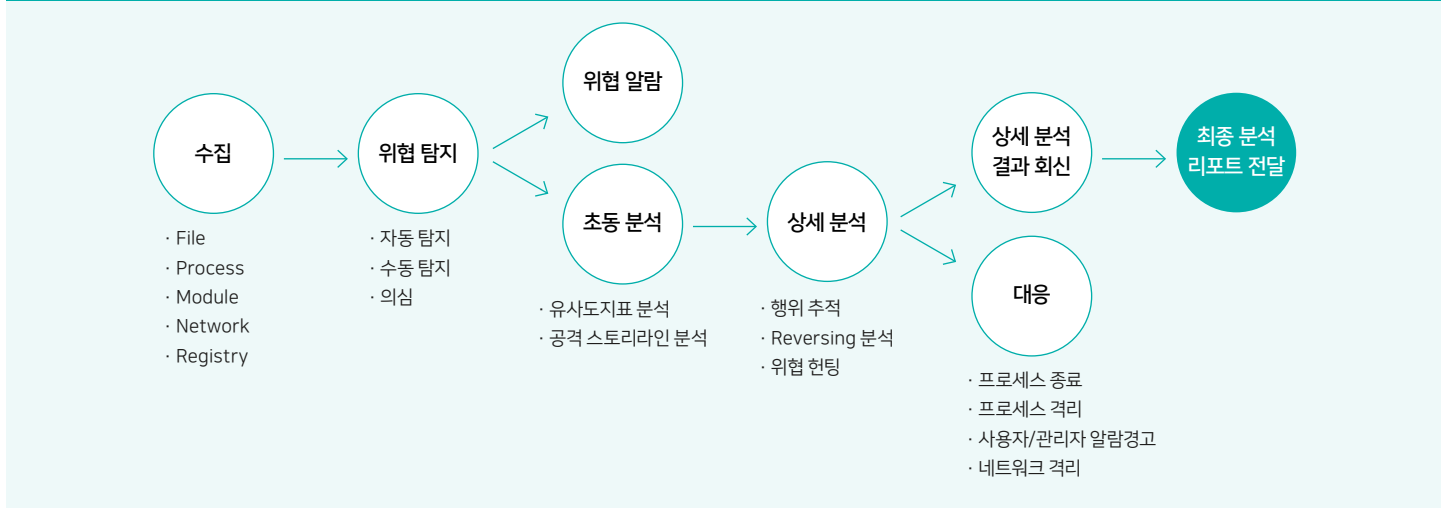 수집
· File
· Process
· Module
· Network
· Registry
위협 탐지
· 자동 탐지
· 수동 탐지
· 의심
위협 알람
초동 분석
· 유사도지표 분석
· 공격 스토리라인 분석
상세 분석
· 행위 추적
· Reversing 분석
· 위협 헌팅
상세 분석
결과 회신
대응
· 프로세스 종료
· 프로세스 격리
· 사용자/관리자 알람경고
· 네트워크 격리
최종 분석
리포트 전달